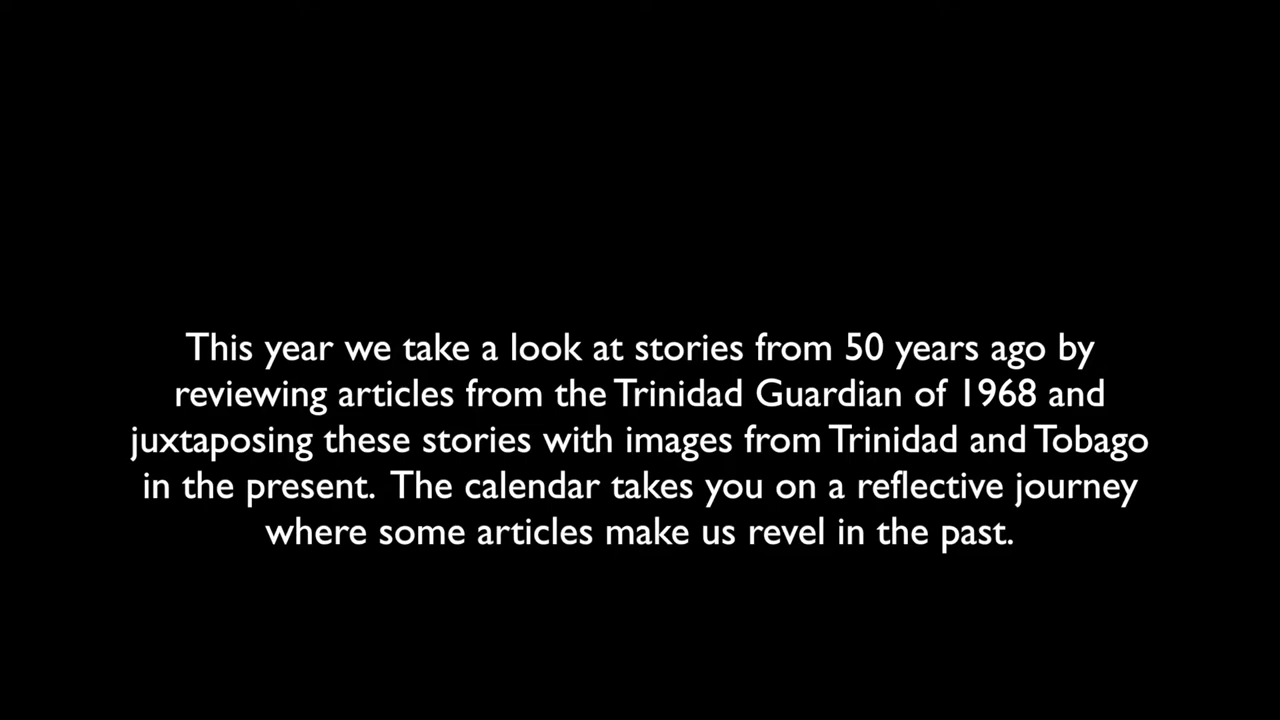 This year we take a look at stories from 50 years ago by
reviewing articles from the Trinidad Guardian of 1968 and
juxtaposing these stories with images from Trinidad and Tobago
in the present.  The calendar takes you on a reflective journey
where some articles make us revel in the past.